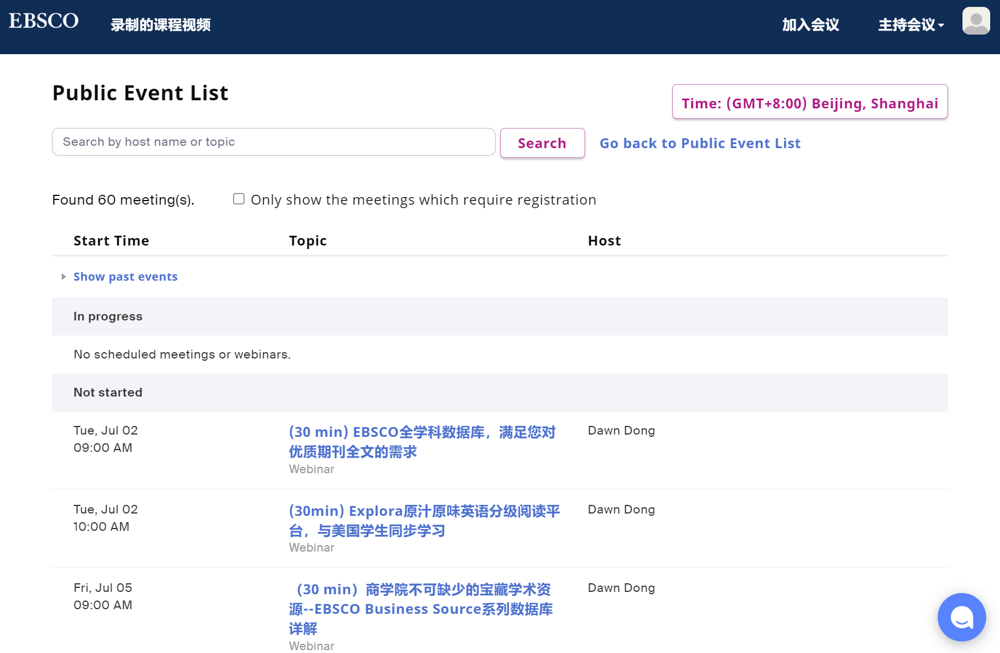 EBSCO 录制的课程视频 加入会议 主持会议
Public Event List
Time: (GMT+8:00) Beijing, Shanghai
Search by host name or topic
Search
Go back to Public Event List
Found 60 meeting(s).
Only show the meetings which require registration
Start Time Topic Host
Show past events
In progress
No scheduled meetings or webinars.
Not started
Tue, Jul 02
09:00 AM
(30 min) EBSCO全学科数据库，满足您对
优质期刊全文的需求
Webinar
Dawn Dong
Tue, Jul 02
10:00 AM
(30min) Explora原汁原味英语分级阅读平
台，与美国学生同步学习
Webinar
Dawn Dong
Fri, Jul 05
09:00 AM
（30 min）商学院不可缺少的宝藏学术资
源--EBSCO Business Source系列数据库
详解
Webinar
Dawn Dong